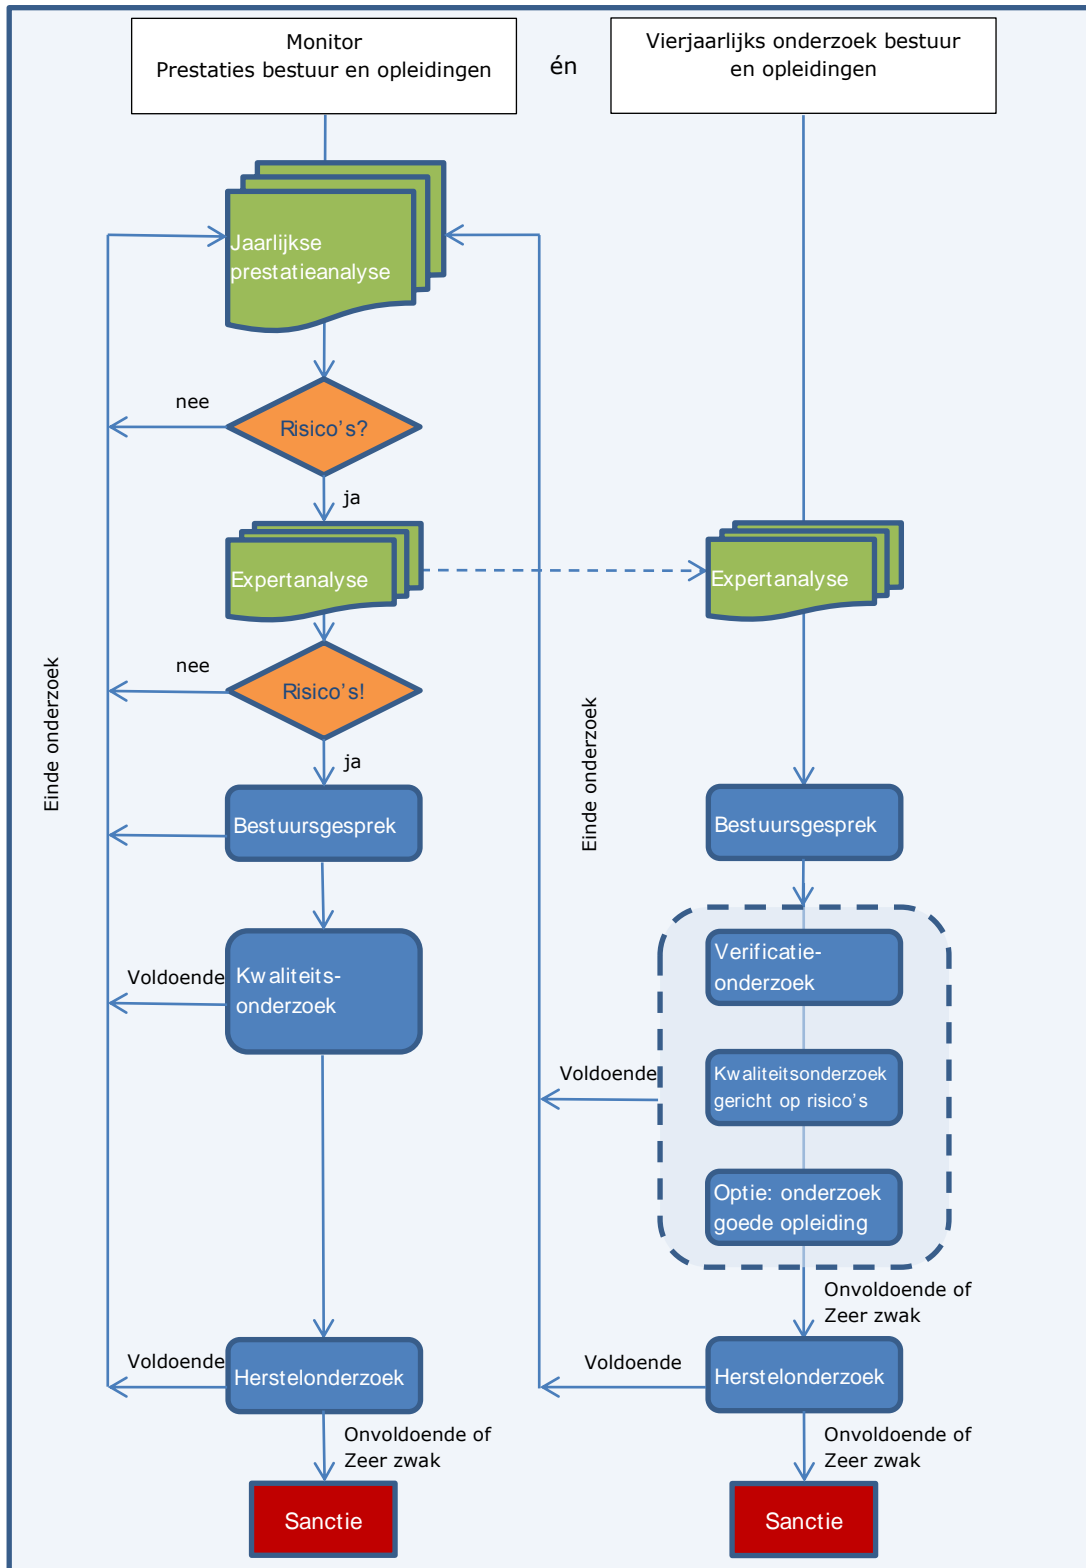 Monitor
Prestaties bestuur en opleidingen
én
Vierjaarlijks onderzoek bestuur
en opleidingen
Jaarlijkse
prestatieanalyse
nee
Risico's?
ja
Expertanalyse
Expertanalyse
nee
Risico's!
ja
Einde onderzoek
Einde onderzoek
Bestuursgesprek
Bestuursgesprek
Voldoende
Kwaliteits-
onderzoek
Verificatie-
onderzoek
Voldoende
Kwaliteitsonderzoek
gericht op risico's
Optie: onderzoek
goede opleiding
Onvoldoende of
Zeer zwak
Voldoende
Herstelonderzoek
Voldoende
Herstelonderzoek
Onvoldoende of
Zeer zwak
Onvoldoende of
Zeer zwak
Sanctie
Sanctie